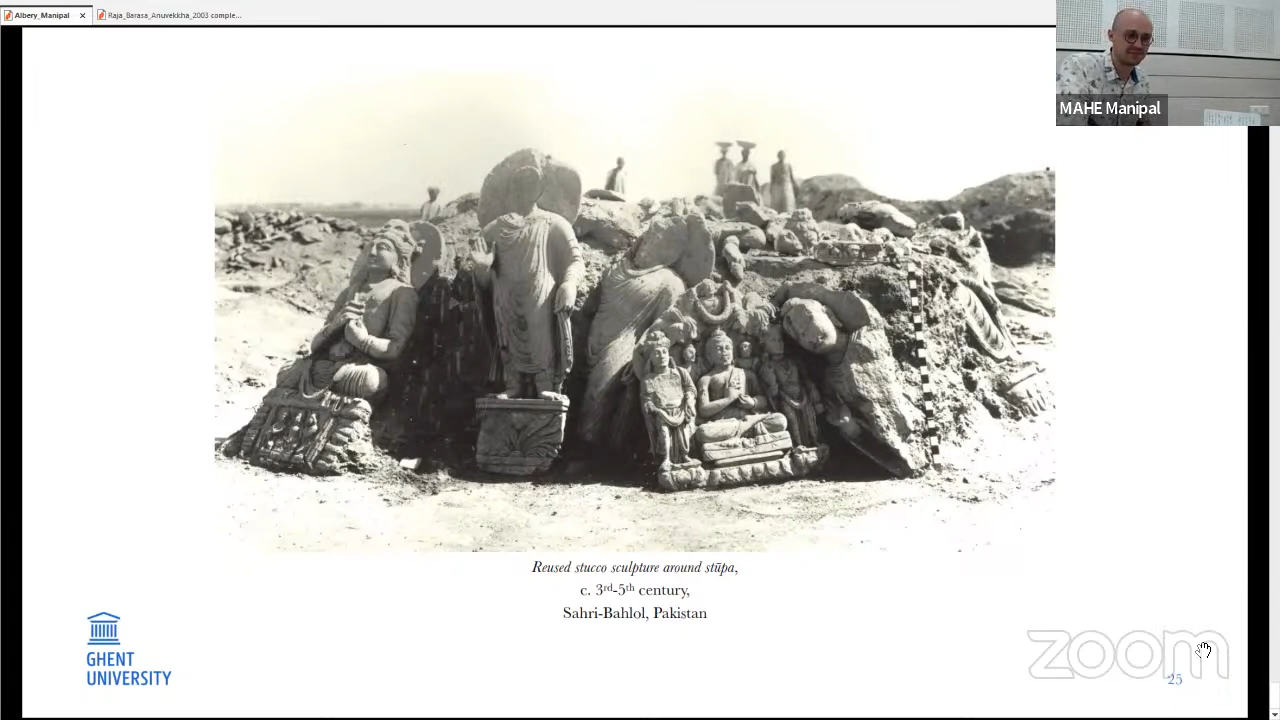 Albery_Manipal
Raja_Barasa_Anuvekkha_2003 comple...
MAHE Manipal
Reused stucco sculpture around stūpa,
c. 3rd-5th century,
Sahri-Bahlol, Pakistan
GHENT
UNIVERSITY
zoom
25